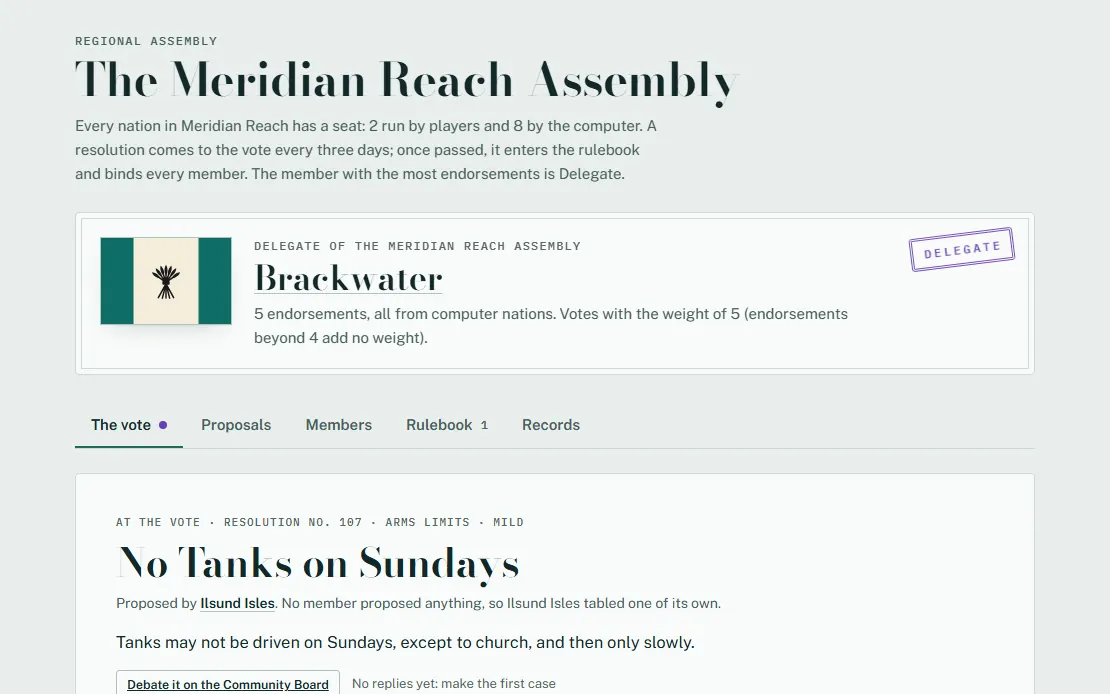 REGIONAL ASSEMBLY
The Meridian Reach Assembly
Every nation in Meridian Reach has a seat: 2 run by players and 8 by the computer. A
resolution comes to the vote every three days; once passed, it enters the rulebook
and binds every member. The member with the most endorsements is Delegate.
DELEGATE OF THE MERIDIAN REACH ASSEMBLY
DELEGATE
Brackwater
5 endorsements, all from computer nations. Votes with the weight of 5 (endorsements
beyond 4 add no weight).
The vote Proposals Members Rulebook 1 Records
AT THE VOTE · RESOLUTION NO. 107 · ARMS LIMITS · MILD
No Tanks on Sundays
Proposed by Ilsund Isles. No member proposed anything, so Ilsund Isles tabled one of its own.
Tanks may not be driven on Sundays, except to church, and then only slowly.
Debate it on the Community Board No replies yet: make the first case